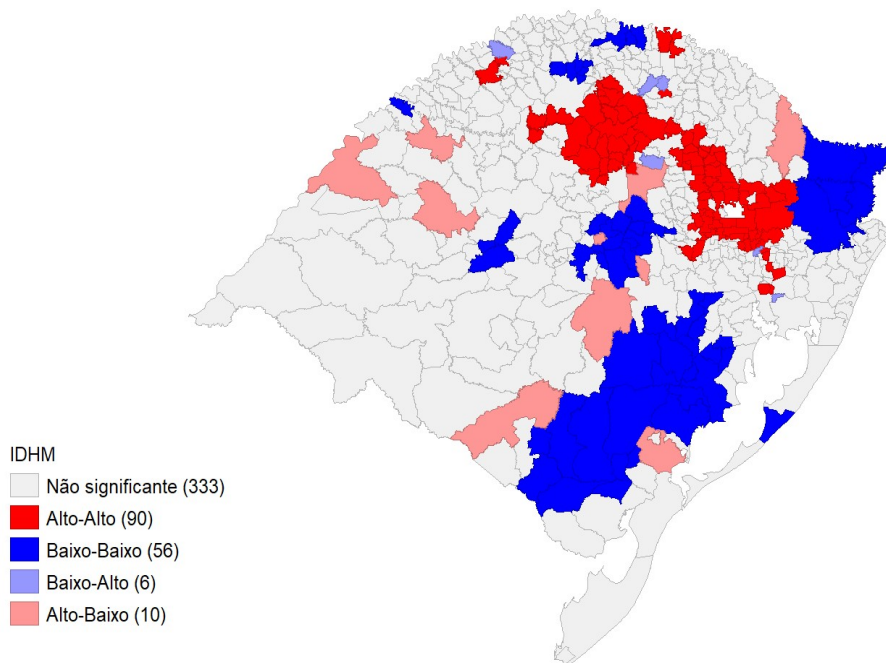 IDHM
Não significante (333)
Alto-Alto (90)
Baixo-Baixo (56)
Baixo-Alto (6)
Alto-Baixo (10)